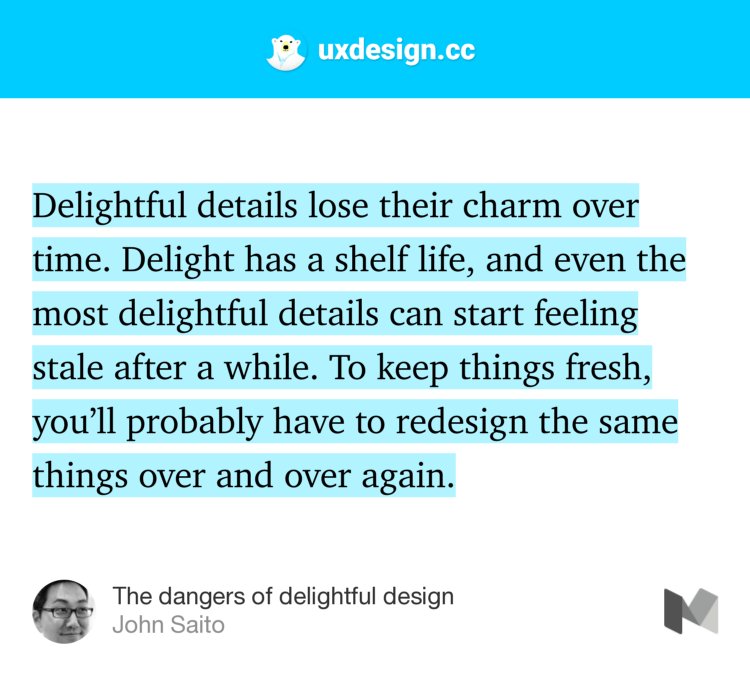 uxdesign.cc
Delightful details lose their charm over
time. Delight has a shelf life, and even the
most delightful details can start feeling
stale after a while. To keep things fresh,
you’ll probably have to redesign the same
things over and over again.
The dangers of delightful design
John Saito